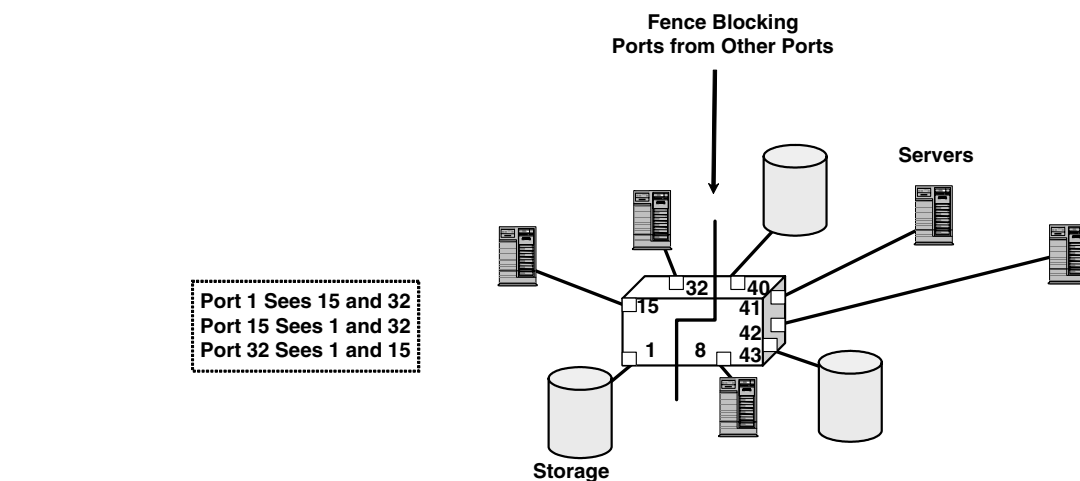 Fence Blocking
Ports from Other Ports
Servers
32
40
15
41
42
1
8
43
Port 1 Sees 15 and 32
Port 15 Sees 1 and 32
Port 32 Sees 1 and 15
Storage